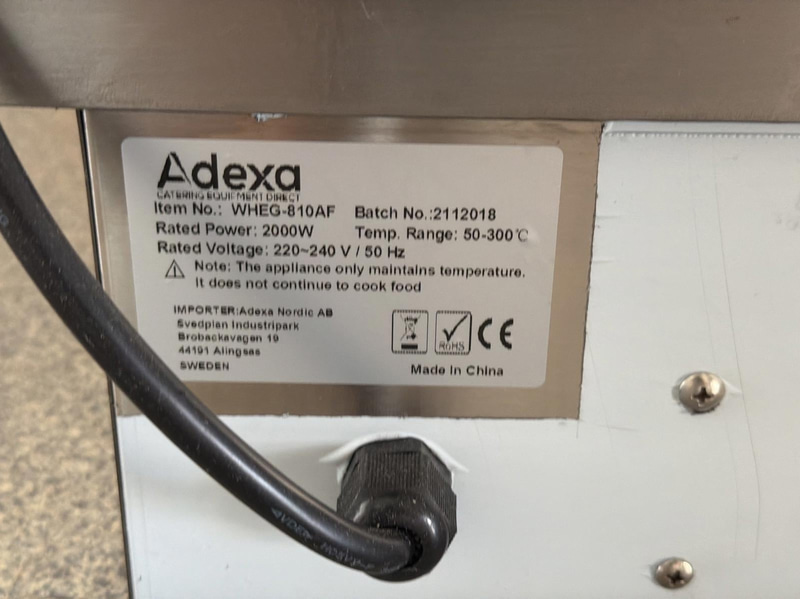 Adexa
CATERING EQUIPMENT DIRECT
Item No.: WHEG-810AF Batch No.:2112018
Rated Power: 2000W Temp. Range: 50-300℃
Rated Voltage: 220~240 V / 50 Hz
Note: The appliance only maintains temperature.
It does not continue to cook food
IMPORTER:Adexa Nordic AB
Svedplan Industripark
Brobackavagen 19
44191 Alingsas
SWEDEN
RoHS
CE
Made In China